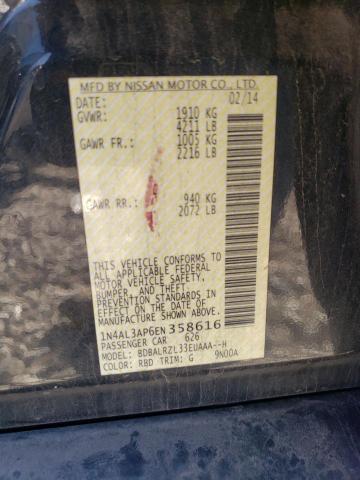 MFD BY NISSAN MOTOR CO., LTD.
DATE: 02/14
GVWR: 1910 KG
4211 LB
GAWR FR: 1005 KG
2216 LB
GAWR RR: 940 KG
2072 LB
THIS VEHICLE CONFORMS TO ALL
APPLICABLE FEDERAL MOTOR
VEHICLE SAFETY, BUMPER, AND THEFT
PREVENTION STANDARDS IN EFFECT
ON THE DATE OF
MANUFACTURE SHOWN ABOVE.
1N4AL3AP6EN358616
PASSENGER CAR 626
MODEL: BDBALRZL33EUAAA--H
COLOR: RBD TRIM: G 9N00A